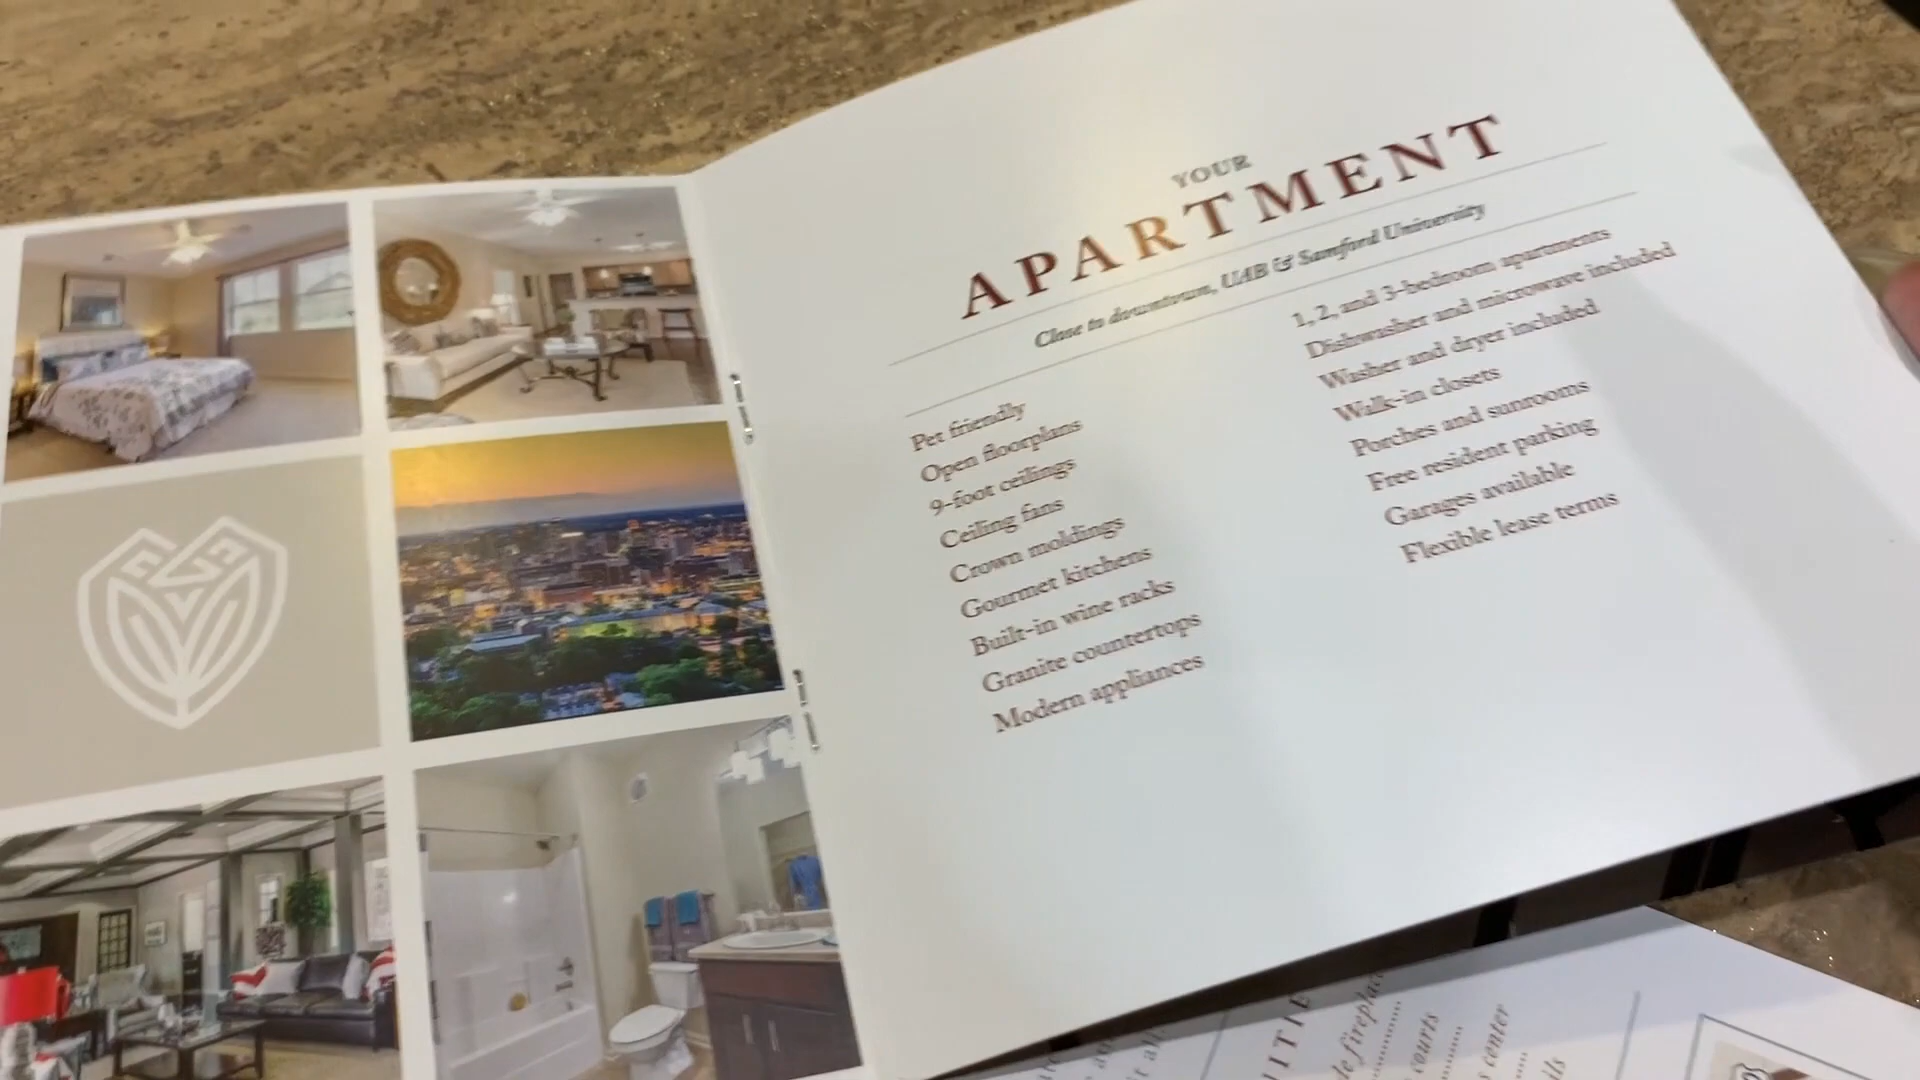 YOUR
APARTMENT
Close to downtown, UAB & Samford University
Pet friendly
Open floorplans
9-foot ceilings
Ceiling fans
Crown moldings
Gourmet kitchens
Built-in wine racks
Granite countertops
Modern appliances
1, 2, and 3-bedroom apartments
Dishwasher and microwave included
Washer and dryer included
Walk-in closets
Porches and sunrooms
Free resident parking
Garages available
Flexible lease terms
courts
center